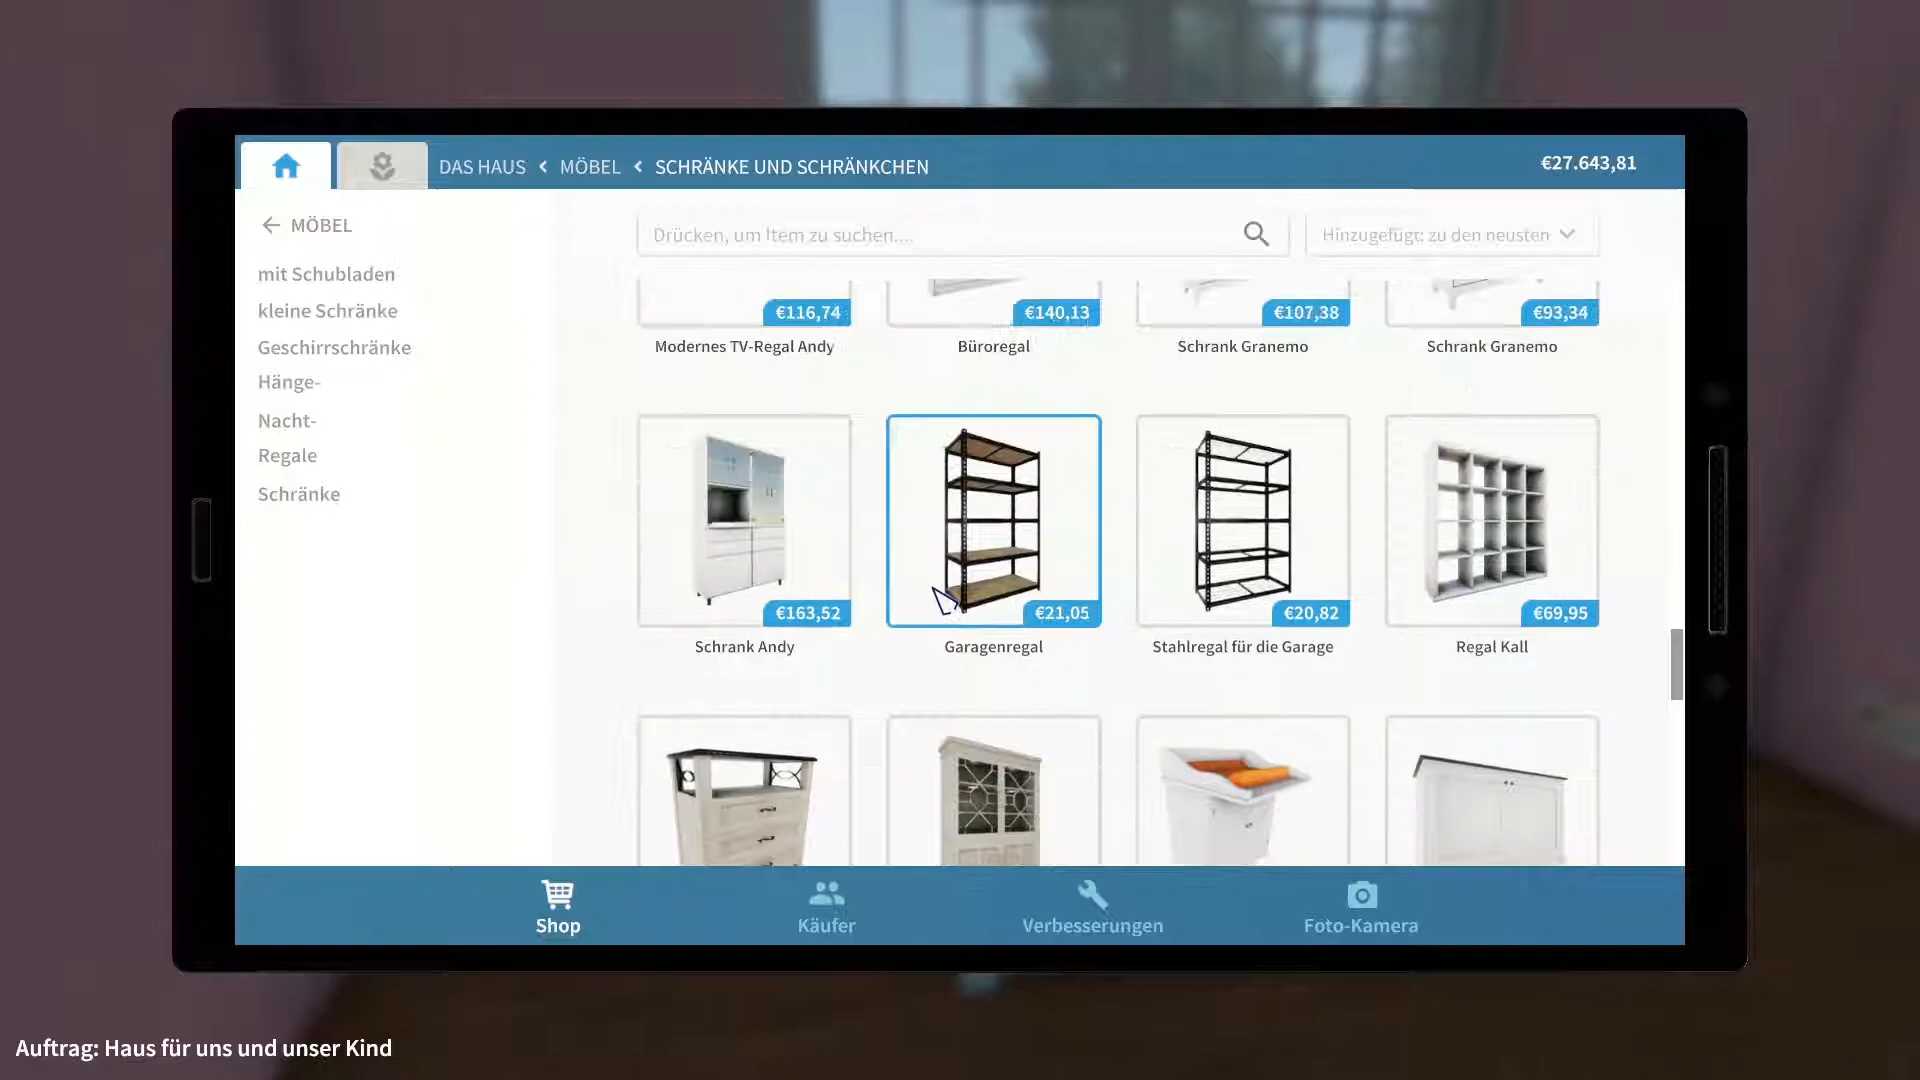 DAS HAUS < MÖBEL < SCHRÄNKE UND SCHRÄNKCHEN
€27.643,81
MÖBEL
mit Schubladen
kleine Schränke
Geschirrschränke
Hänge-
Nacht-
Regale
Schränke
Drücken, um Item zu suchen....
Hinzugefügt: zu den neusten
€116,74
€140,13
€107,38
€93,34
Modernes TV-Regal Andy
Büroregal
Schrank Granemo
Schrank Granemo
€163,52
€21,05
€20,82
€69,95
Schrank Andy
Garagenregal
Stahlregal für die Garage
Regal Kall
Shop
Käufer
Verbesserungen
Foto-Kamera
Auftrag: Haus für uns und unser Kind